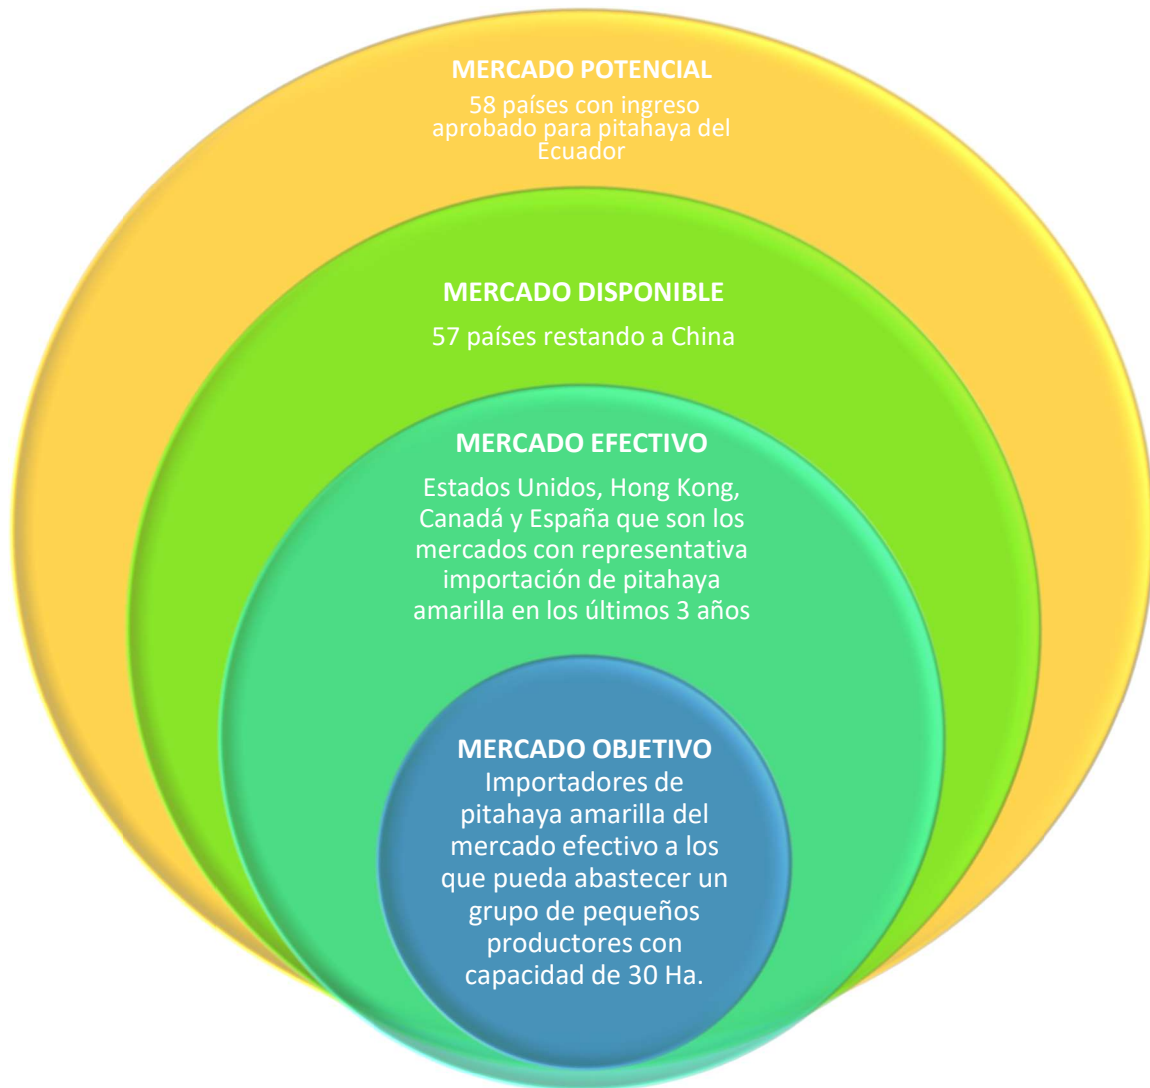 MERCADO POTENCIAL
58 países con ingreso
aprobado para pitahaya del
Ecuador
MERCADO DISPONIBLE
57 países restando a China
MERCADO EFECTIVO
Estados Unidos, Hong Kong,
Canadá y España que son los
mercados con representativa
importación de pitahaya
amarilla en los últimos 3 años
MERCADO OBJETIVO
Importadores de
pitahaya amarilla del
mercado efectivo a los
que pueda abastecer un
grupo de pequeños
productores con
capacidad de 30 Ha.